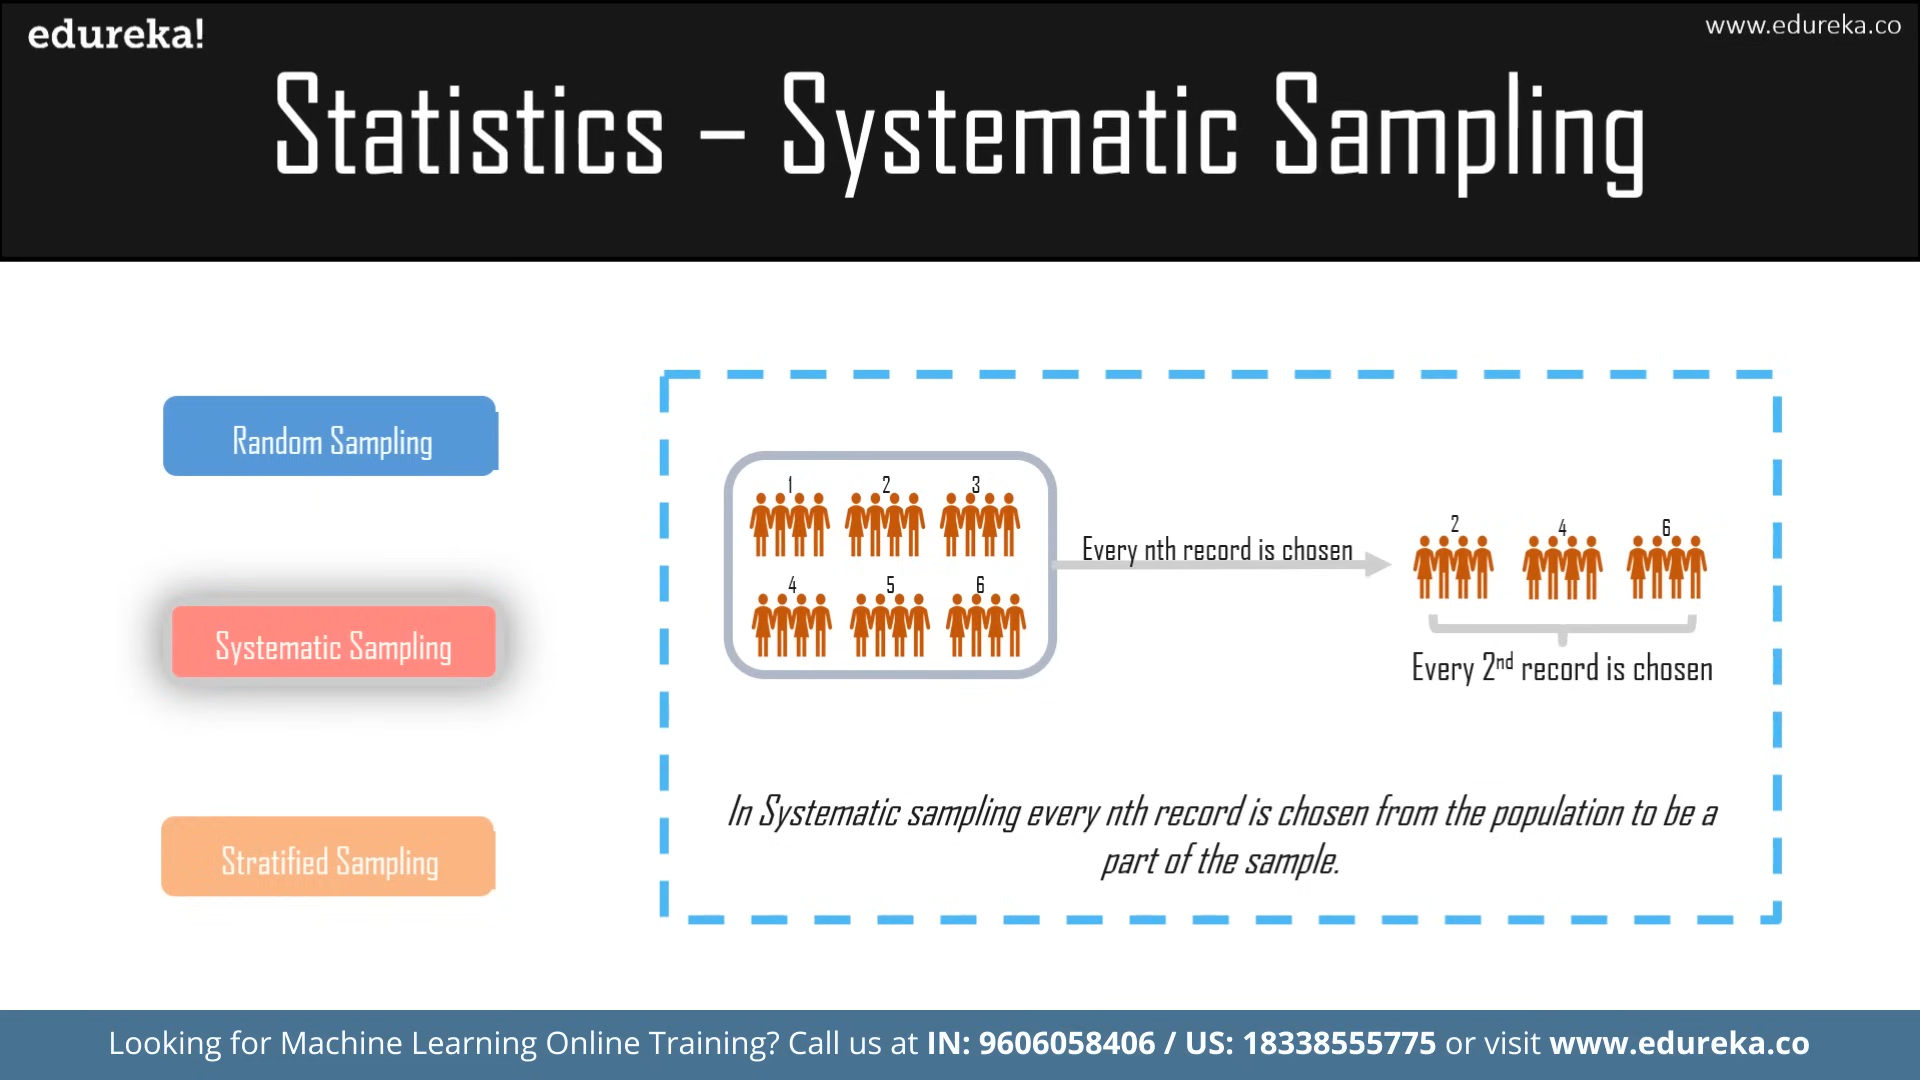 edureka!
www.edureka.co
Statistics – Systematic Sampling
Random Sampling
Systematic Sampling
Stratified Sampling
1 2 3
4 5 6
Every nth record is chosen
2 4 6
Every 2nd record is chosen
In Systematic sampling every nth record is chosen from the population to be a
part of the sample.
Looking for Machine Learning Online Training? Call us at IN: 9606058406 / US: 18338555775 or visit www.edureka.co